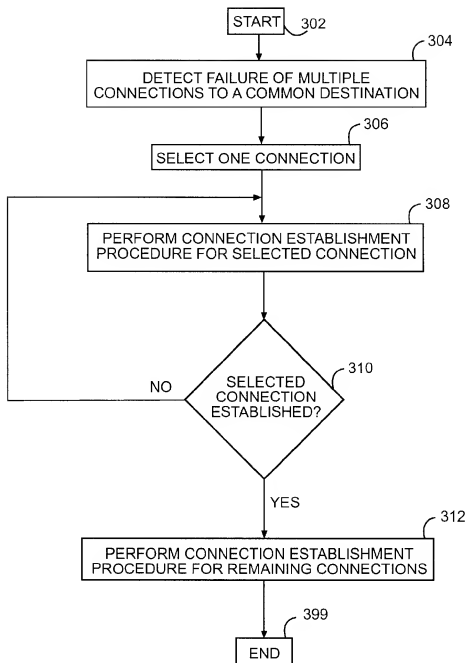 START
302
304
DETECT FAILURE OF MULTIPLE
CONNECTIONS TO A COMMON DESTINATION
306
SELECT ONE CONNECTION
308
PERFORM CONNECTION ESTABLISHMENT
PROCEDURE FOR SELECTED CONNECTION
310
NO
SELECTED
CONNECTION
ESTABLISHED?
YES
312
PERFORM CONNECTION ESTABLISHMENT
PROCEDURE FOR REMAINING CONNECTIONS
399
END